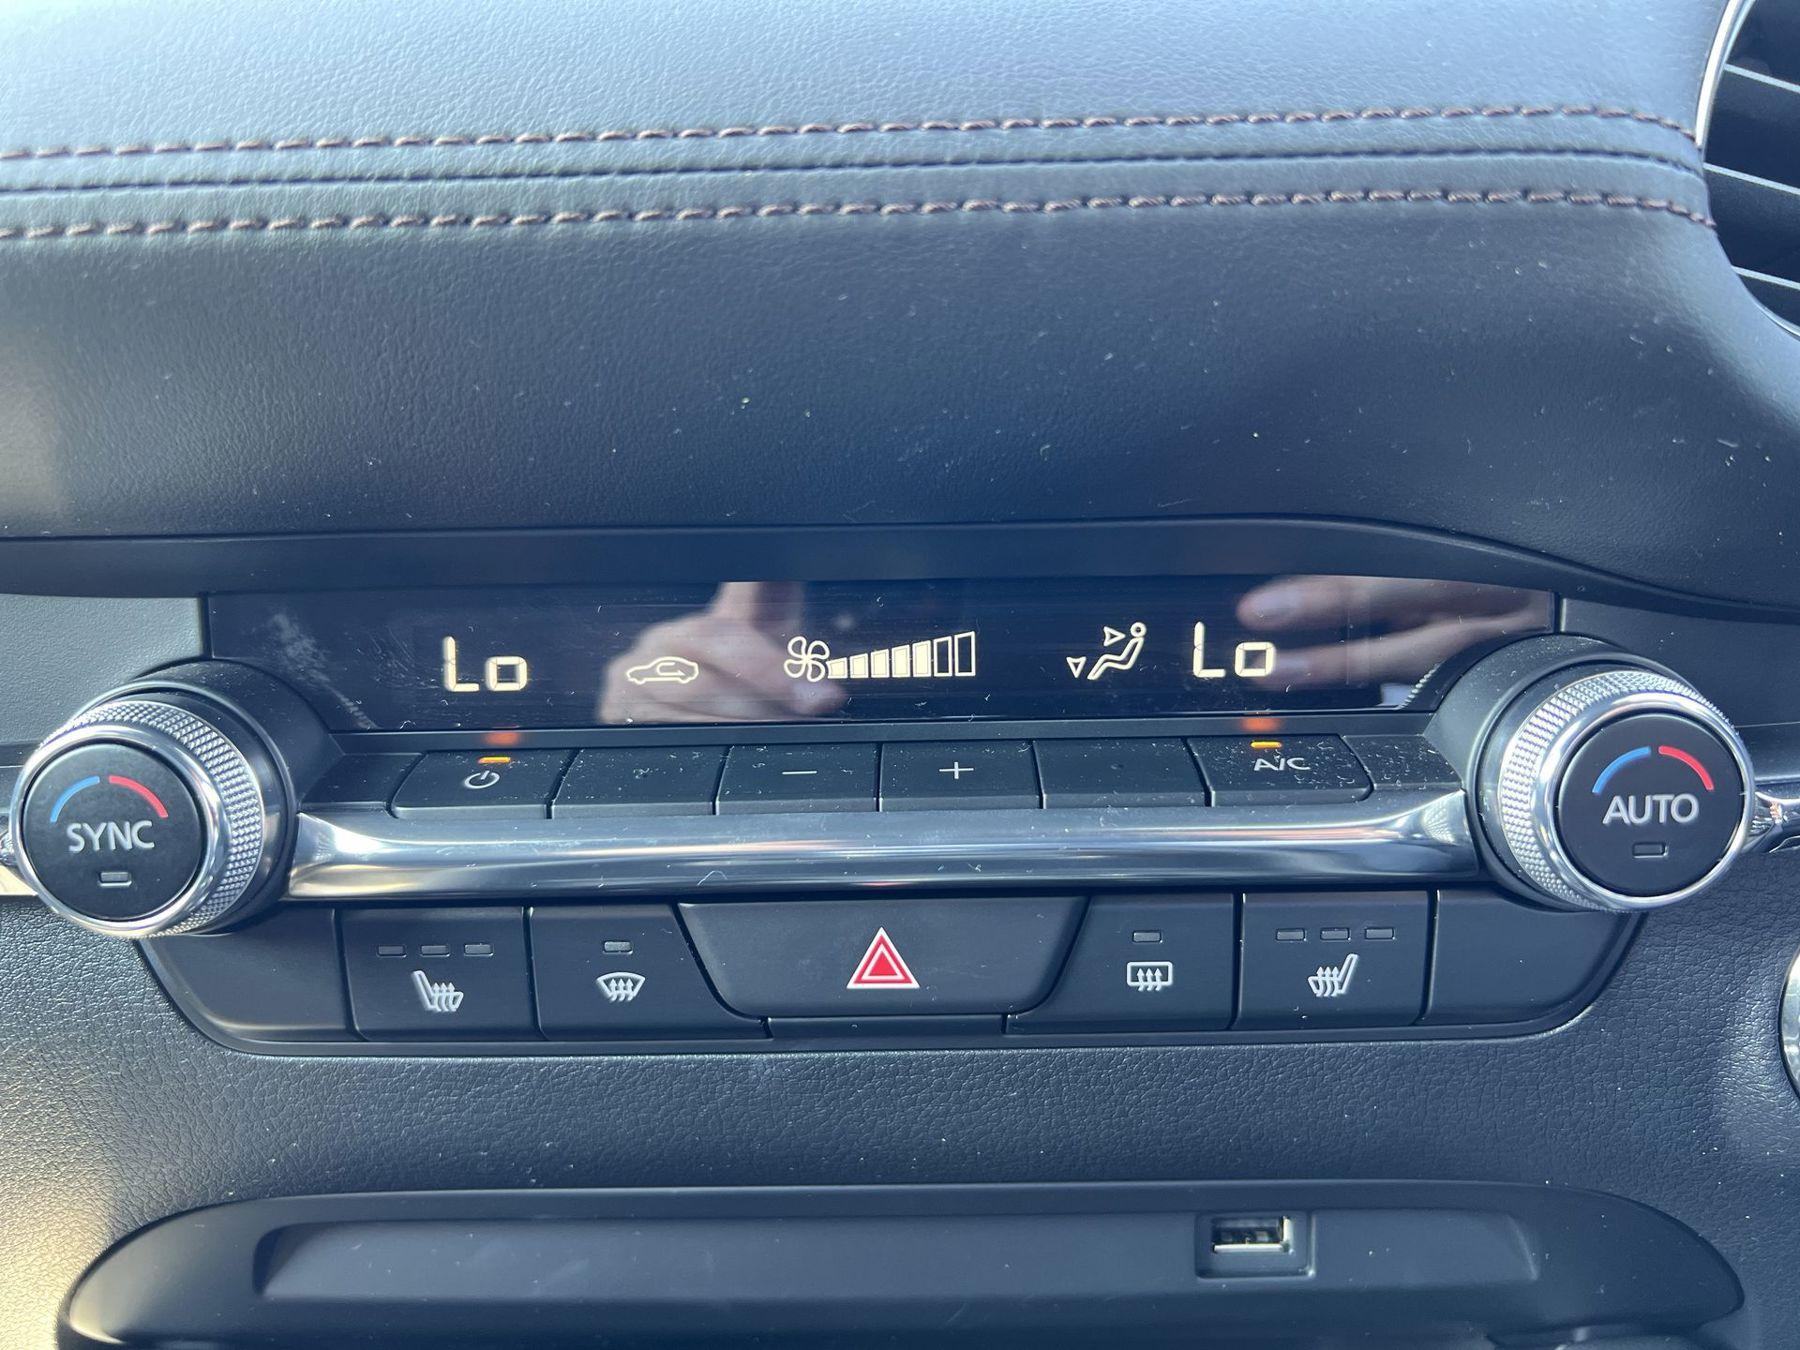 Lo Lo
− + A/C
SYNC AUTO